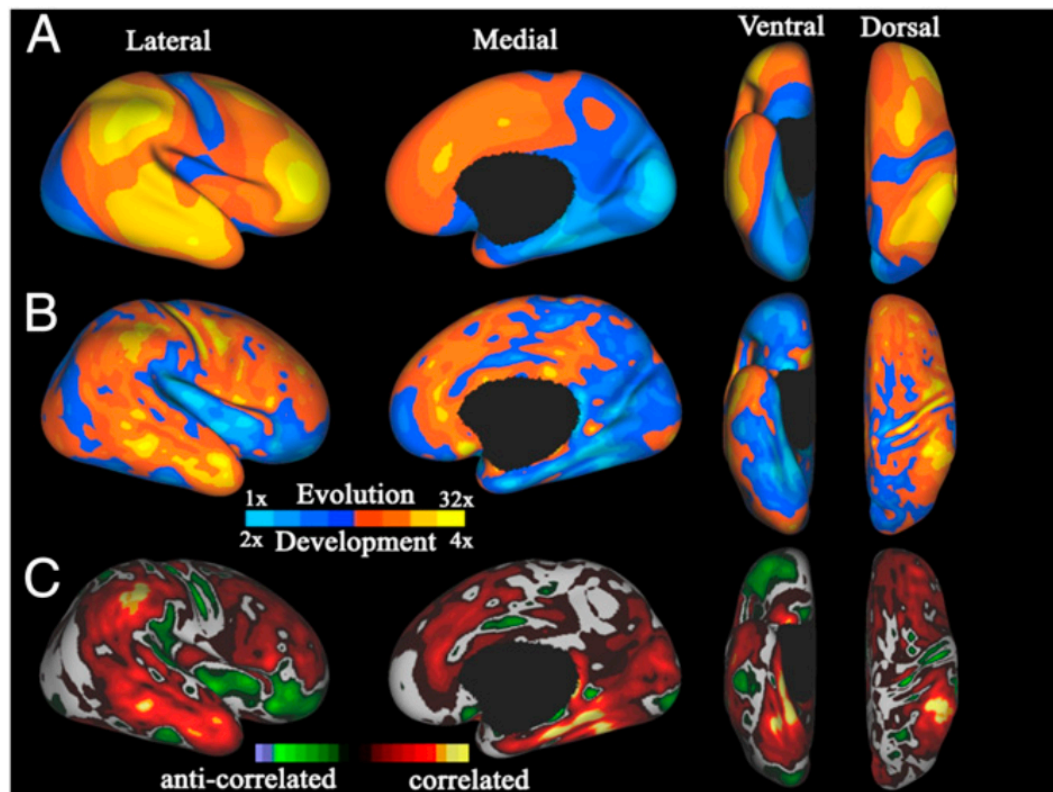 A
Lateral
Medial
Ventral
Dorsal
B
1x Evolution 32x
2x Development 4x
C
anti-correlated
correlated